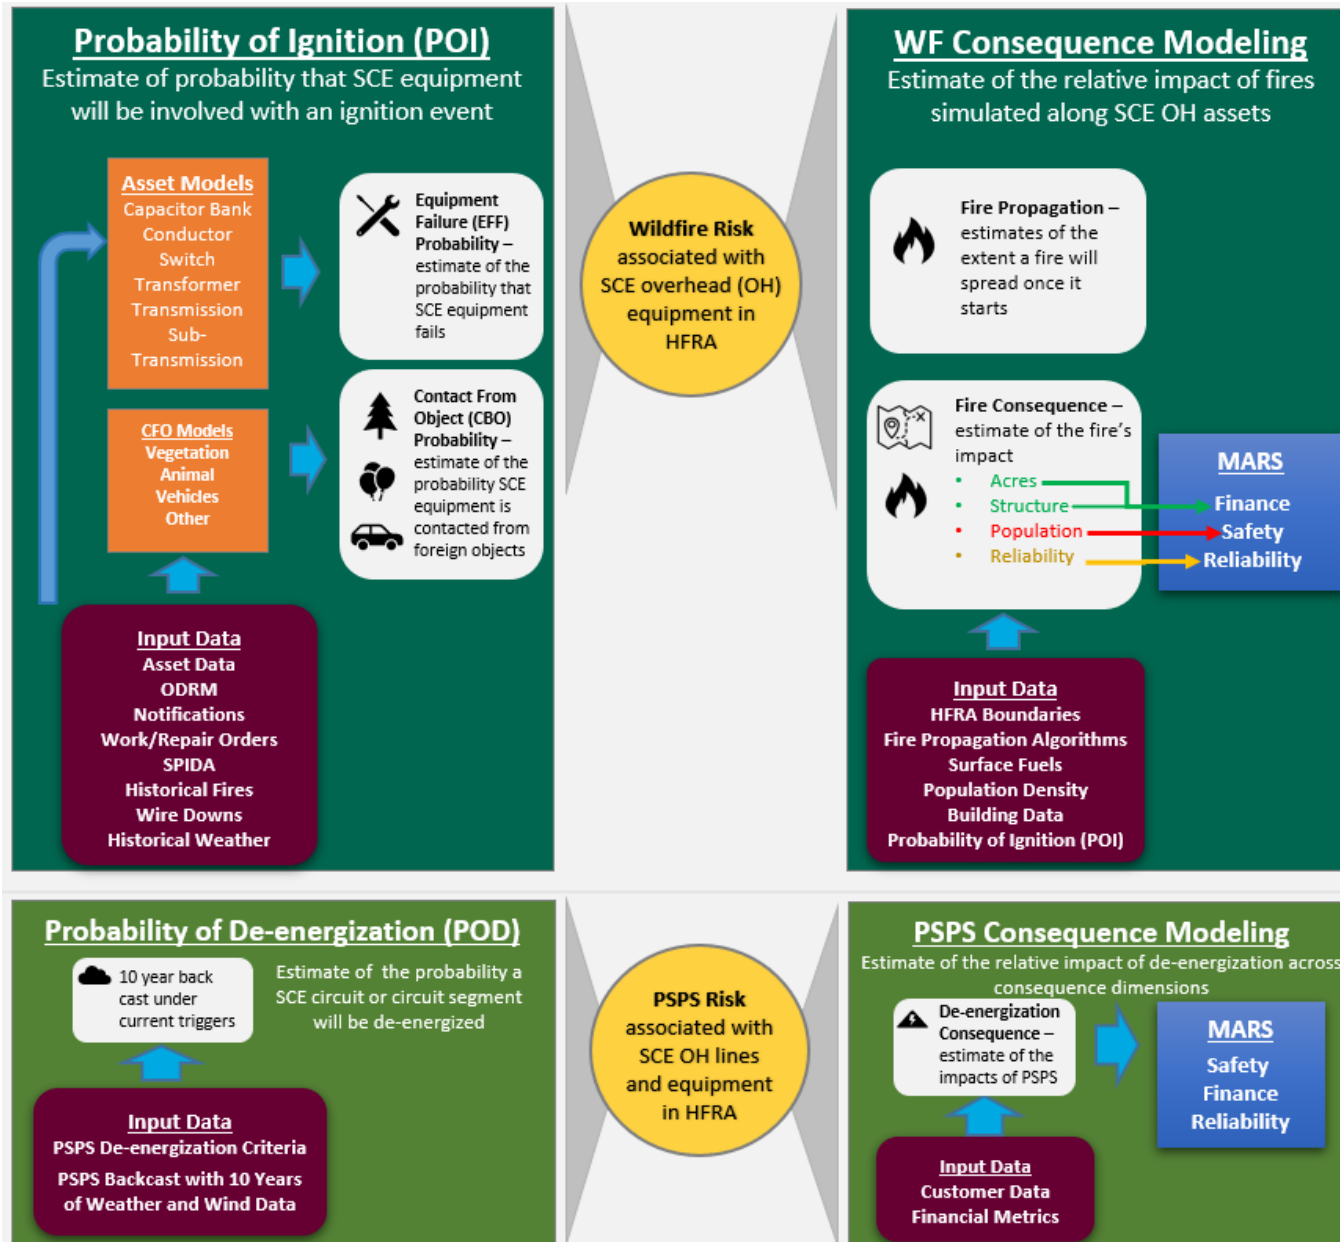 Probability of Ignition (POI)
Estimate of probability that SCE equipment
will be involved with an ignition event
Asset Models
Capacitor Bank
Conductor
Switch
Transformer
Transmission
Sub-
Transmission
Equipment
Failure (EFF)
Probability –
estimate of the
probability that
SCE equipment
fails
CFO Models
Vegetation
Animal
Vehicles
Other
Contact From
Object (CBO)
Probability –
estimate of the
probability SCE
equipment is
contacted from
foreign objects
Input Data
Asset Data
ODRM
Notifications
Work/Repair Orders
SPIDA
Historical Fires
Wire Downs
Historical Weather
Wildfire Risk
associated with
SCE overhead (OH)
equipment in
HFRA
WF Consequence Modeling
Estimate of the relative impact of fires
simulated along SCE OH assets
Fire Propagation –
estimates of the
extent a fire will
spread once it
starts
Fire Consequence –
estimate of the fire's
impact
• Acres
• Structure
• Population
• Reliability
MARS
Finance
Safety
Reliability
Input Data
HFRA Boundaries
Fire Propagation Algorithms
Surface Fuels
Population Density
Building Data
Probability of Ignition (POI)
Probability of De-energization (POD)
10 year back
cast under
current triggers
Estimate of the probability a
SCE circuit or circuit segment
will be de-energized
Input Data
PSPS De-energization Criteria
PSPS Backcast with 10 Years
of Weather and Wind Data
PSPS Risk
associated with
SCE OH lines
and equipment
in HFRA
PSPS Consequence Modeling
Estimate of the relative impact of de-energization across
consequence dimensions
De-energization
Consequence –
estimate of the
impacts of PSPS
MARS
Safety
Finance
Reliability
Input Data
Customer Data
Financial Metrics